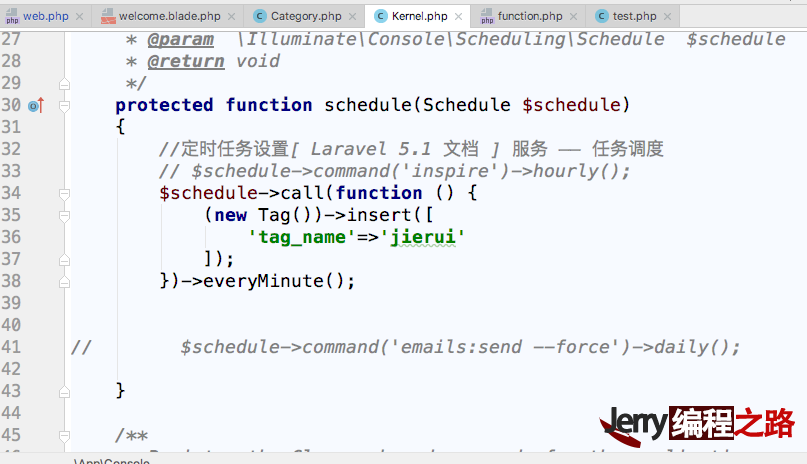 web.php welcome.blade.php Category.php Kernel.php function.php test.php
27 * @param \Illuminate\Console\Scheduling\Schedule $schedule
28 * @return void
29 */
30 protected function schedule(Schedule $schedule)
31 {
32 //定时任务设置[ Laravel 5.1 文档 ] 服务 —— 任务调度
33 // $schedule->command('inspire')->hourly();
34 $schedule->call(function () {
35 (new Tag())->insert([
36 'tag_name'=>'jierui'
37 ]);
38 })->everyMinute();
39
40
41 // $schedule->command('emails:send --force')->daily();
42
43 }
44
45 /**
\App\Console
Jerry编程之路